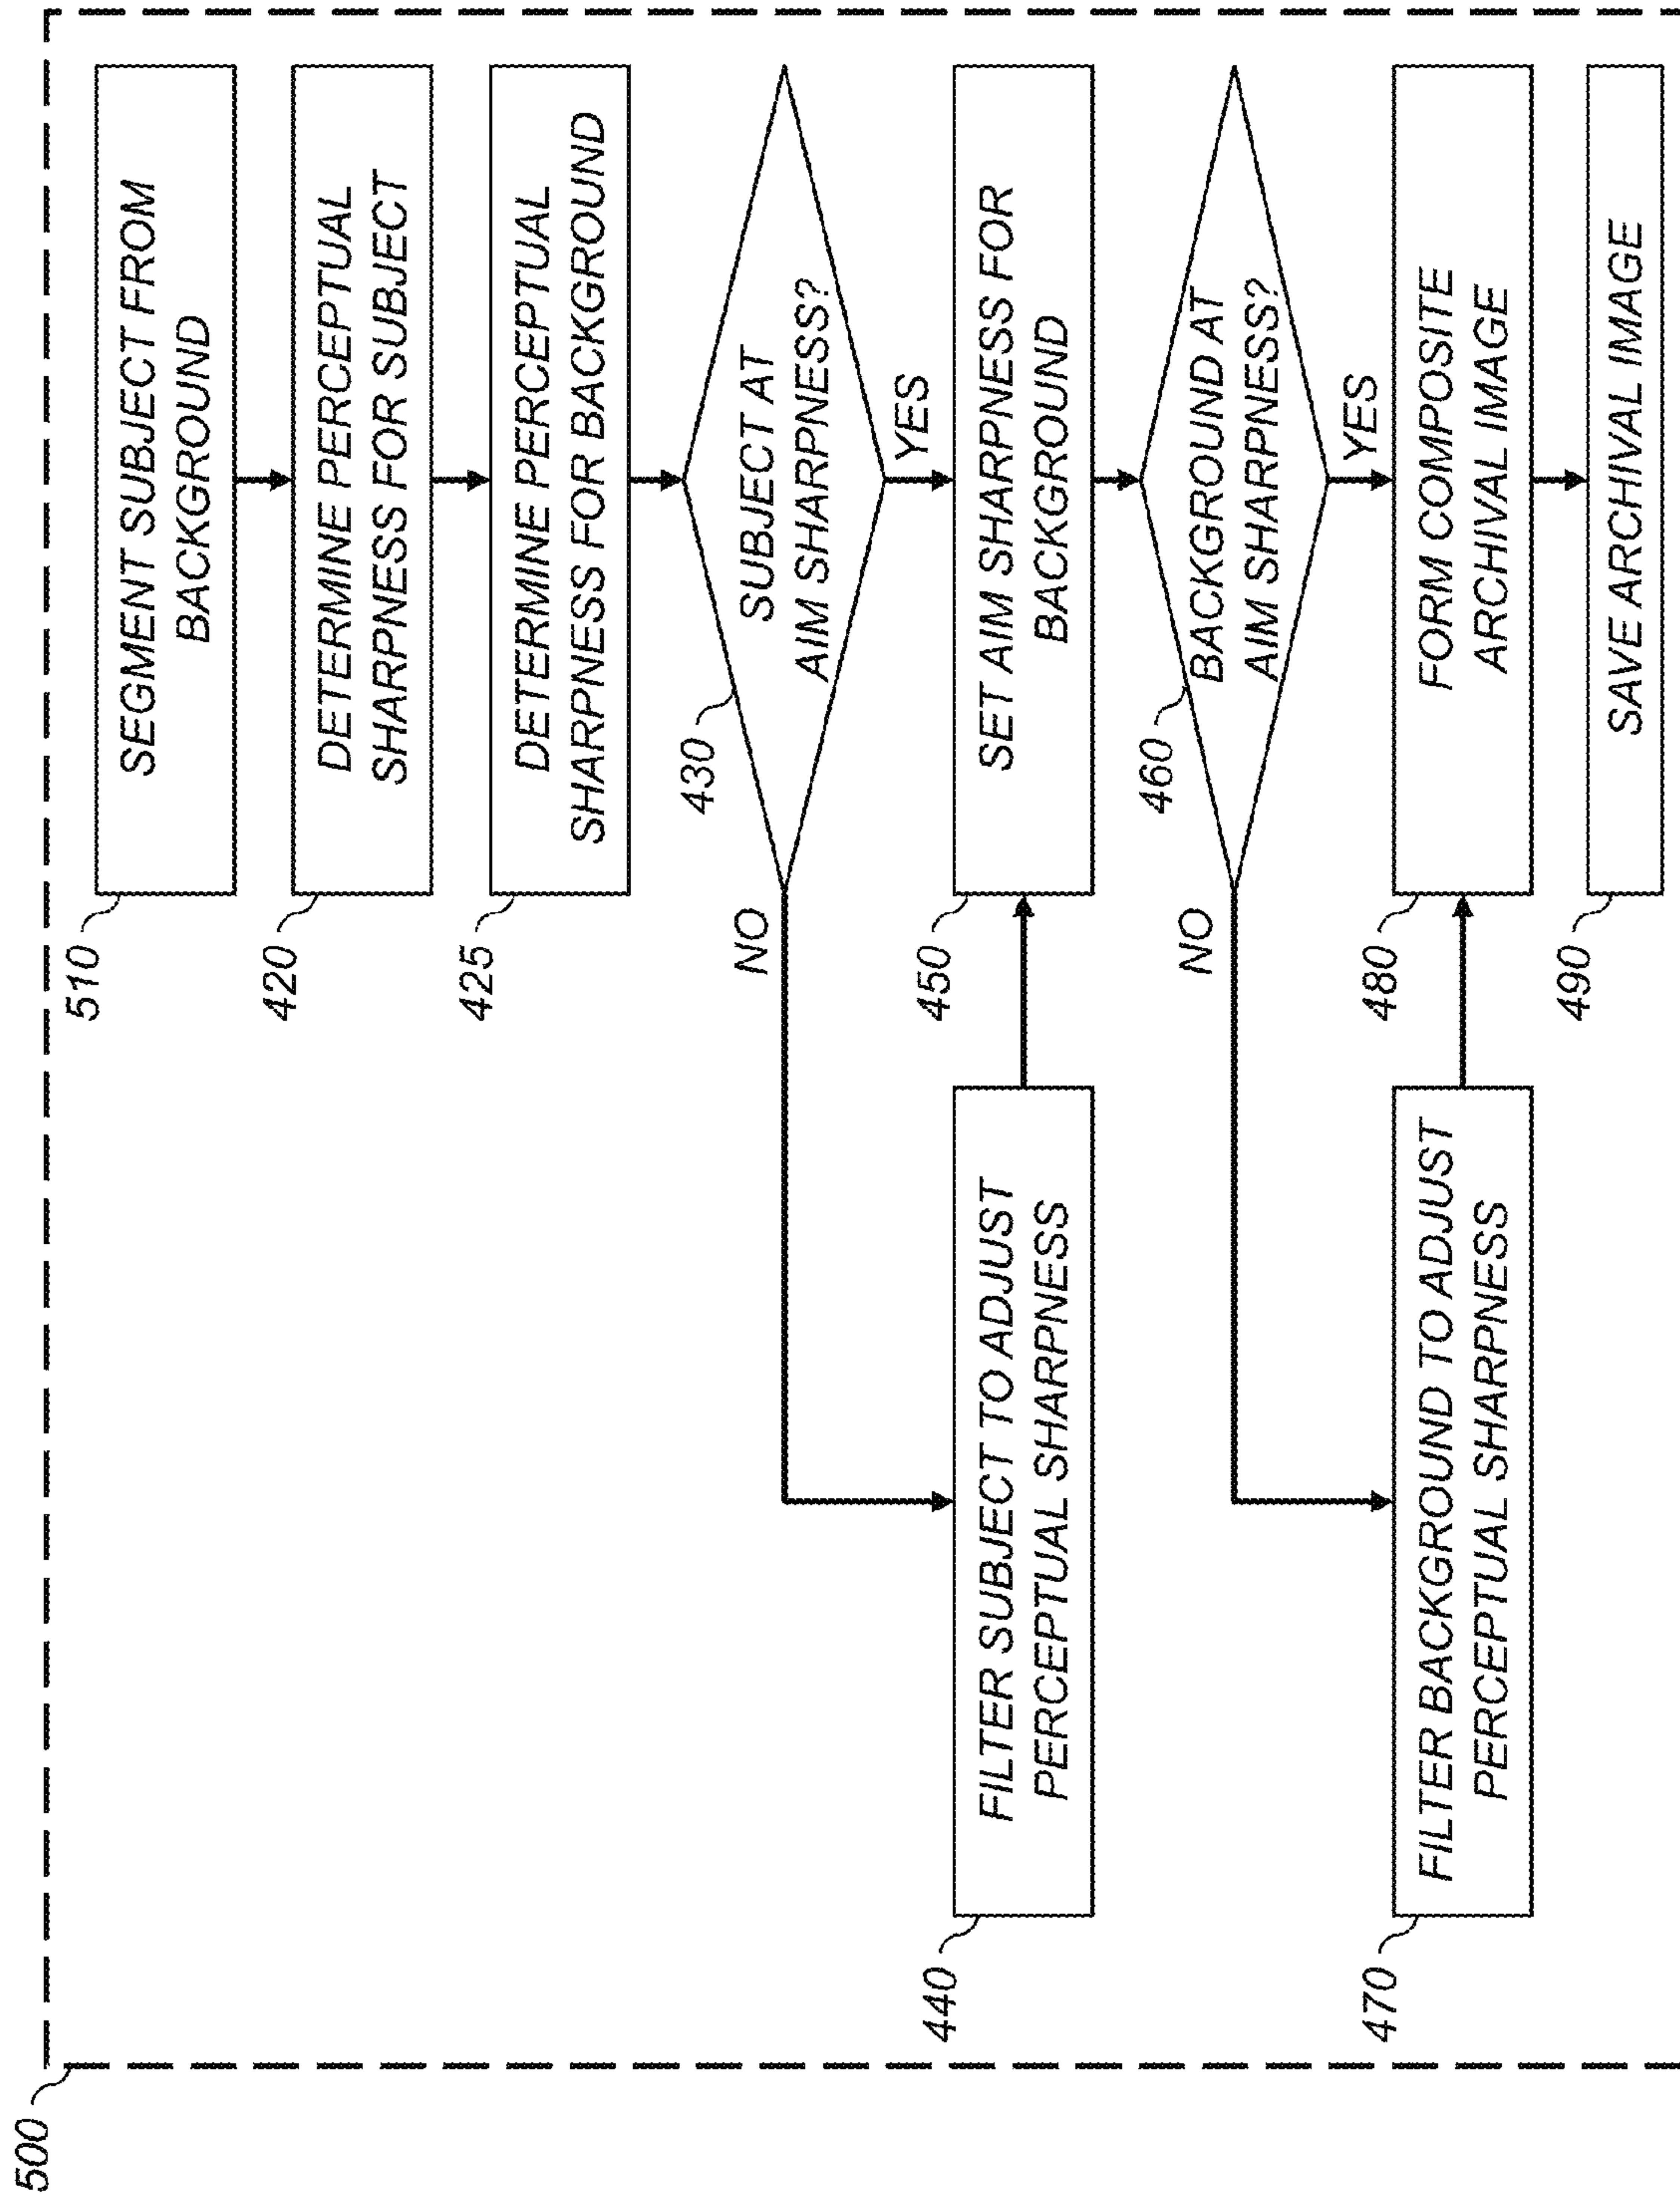 500
510
SEGMENT SUBJECT FROM
BACKGROUND
420
DETERMINE PERCEPTUAL
SHARPNESS FOR SUBJECT
425
DETERMINE PERCEPTUAL
SHARPNESS FOR BACKGROUND
430
SUBJECT AT
AIM SHARPNESS?
NO
YES
440
FILTER SUBJECT TO ADJUST
PERCEPTUAL SHARPNESS
450
SET AIM SHARPNESS FOR
BACKGROUND
460
BACKGROUND AT
AIM SHARPNESS?
NO
YES
470
FILTER BACKGROUND TO ADJUST
PERCEPTUAL SHARPNESS
480
FORM COMPOSITE
ARCHIVAL IMAGE
490
SAVE ARCHIVAL IMAGE